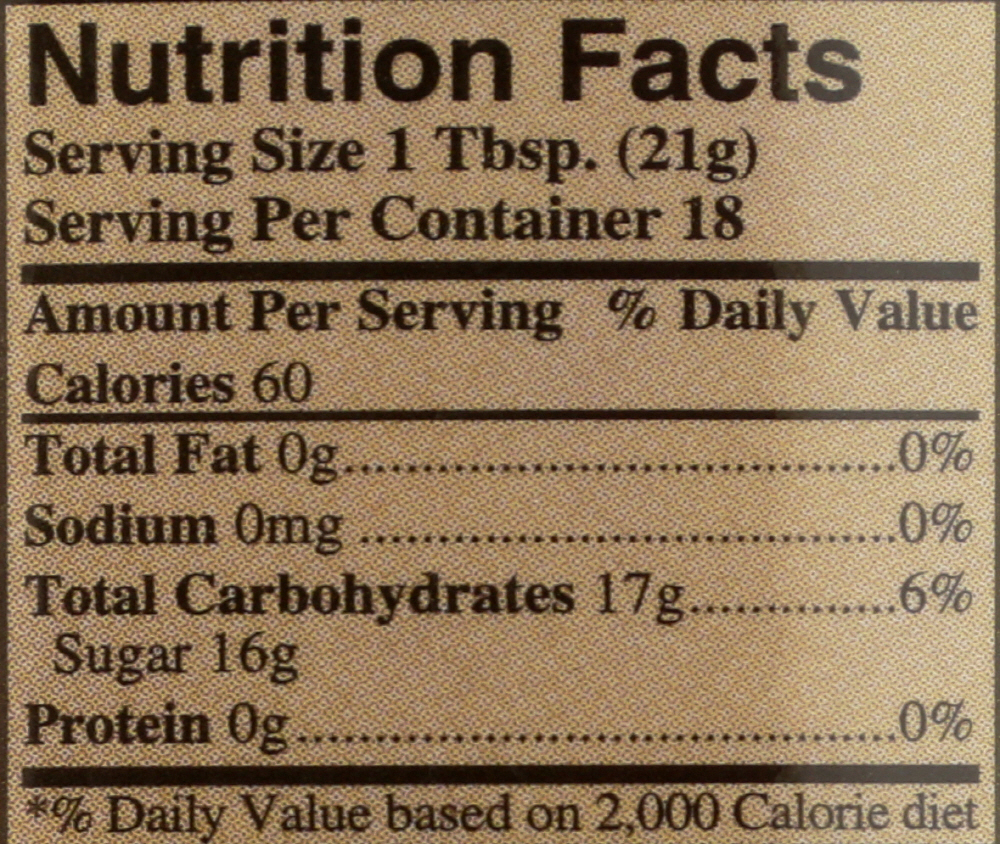 Nutrition Facts
Serving Size 1 Tbsp. (21g)
Serving Per Container 18
Amount Per Serving % Daily Value
Calories 60
Total Fat 0g..........................................0%
Sodium 0mg ........................................0%
Total Carbohydrates 17g...............6%
Sugar 16g
Protein 0g.............................................0%
*% Daily Value based on 2,000 Calorie diet